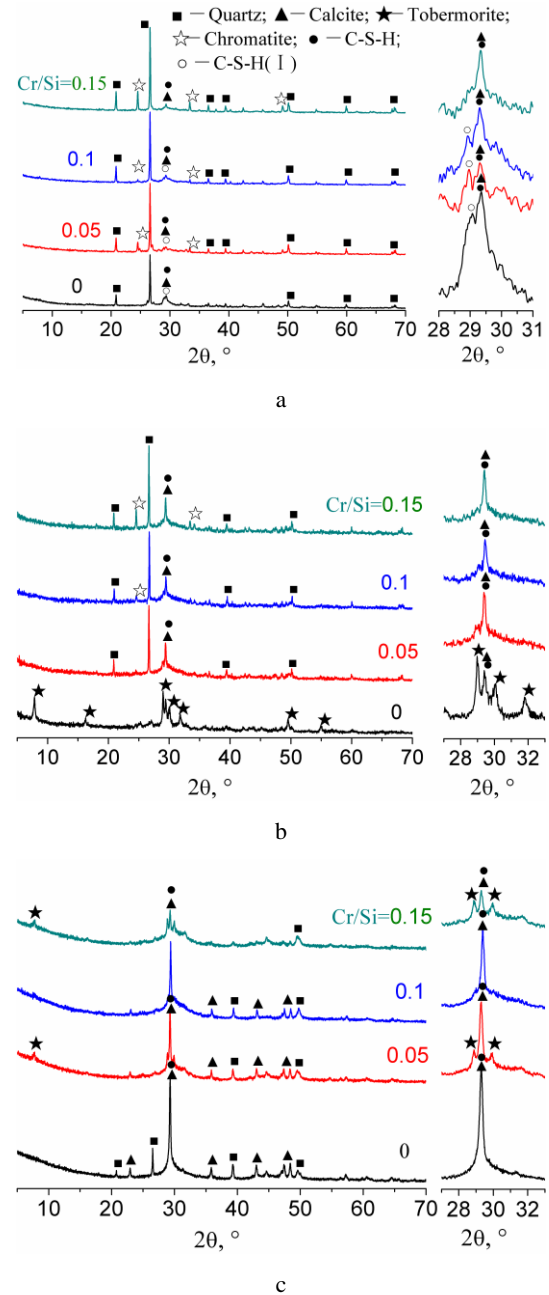 ■ —Quartz; ▲ —Calcite; ★ —Tobermorite;
☆ —Chromatite; ● —C-S-H;
○ —C-S-H(Ⅰ)
Cr/Si=0.15
0.1
0.05
0
10 20 30 40 50 60 70
2θ, °
28 29 30 31
2θ, °
a
Cr/Si=0.15
0.1
0.05
0
10 20 30 40 50 60 70
2θ, °
27 28 30 32
2θ, °
b
Cr/Si=0.15
0.1
0.05
0
10 20 30 40 50 60 70
2θ, °
27 28 30 32
2θ, °
c